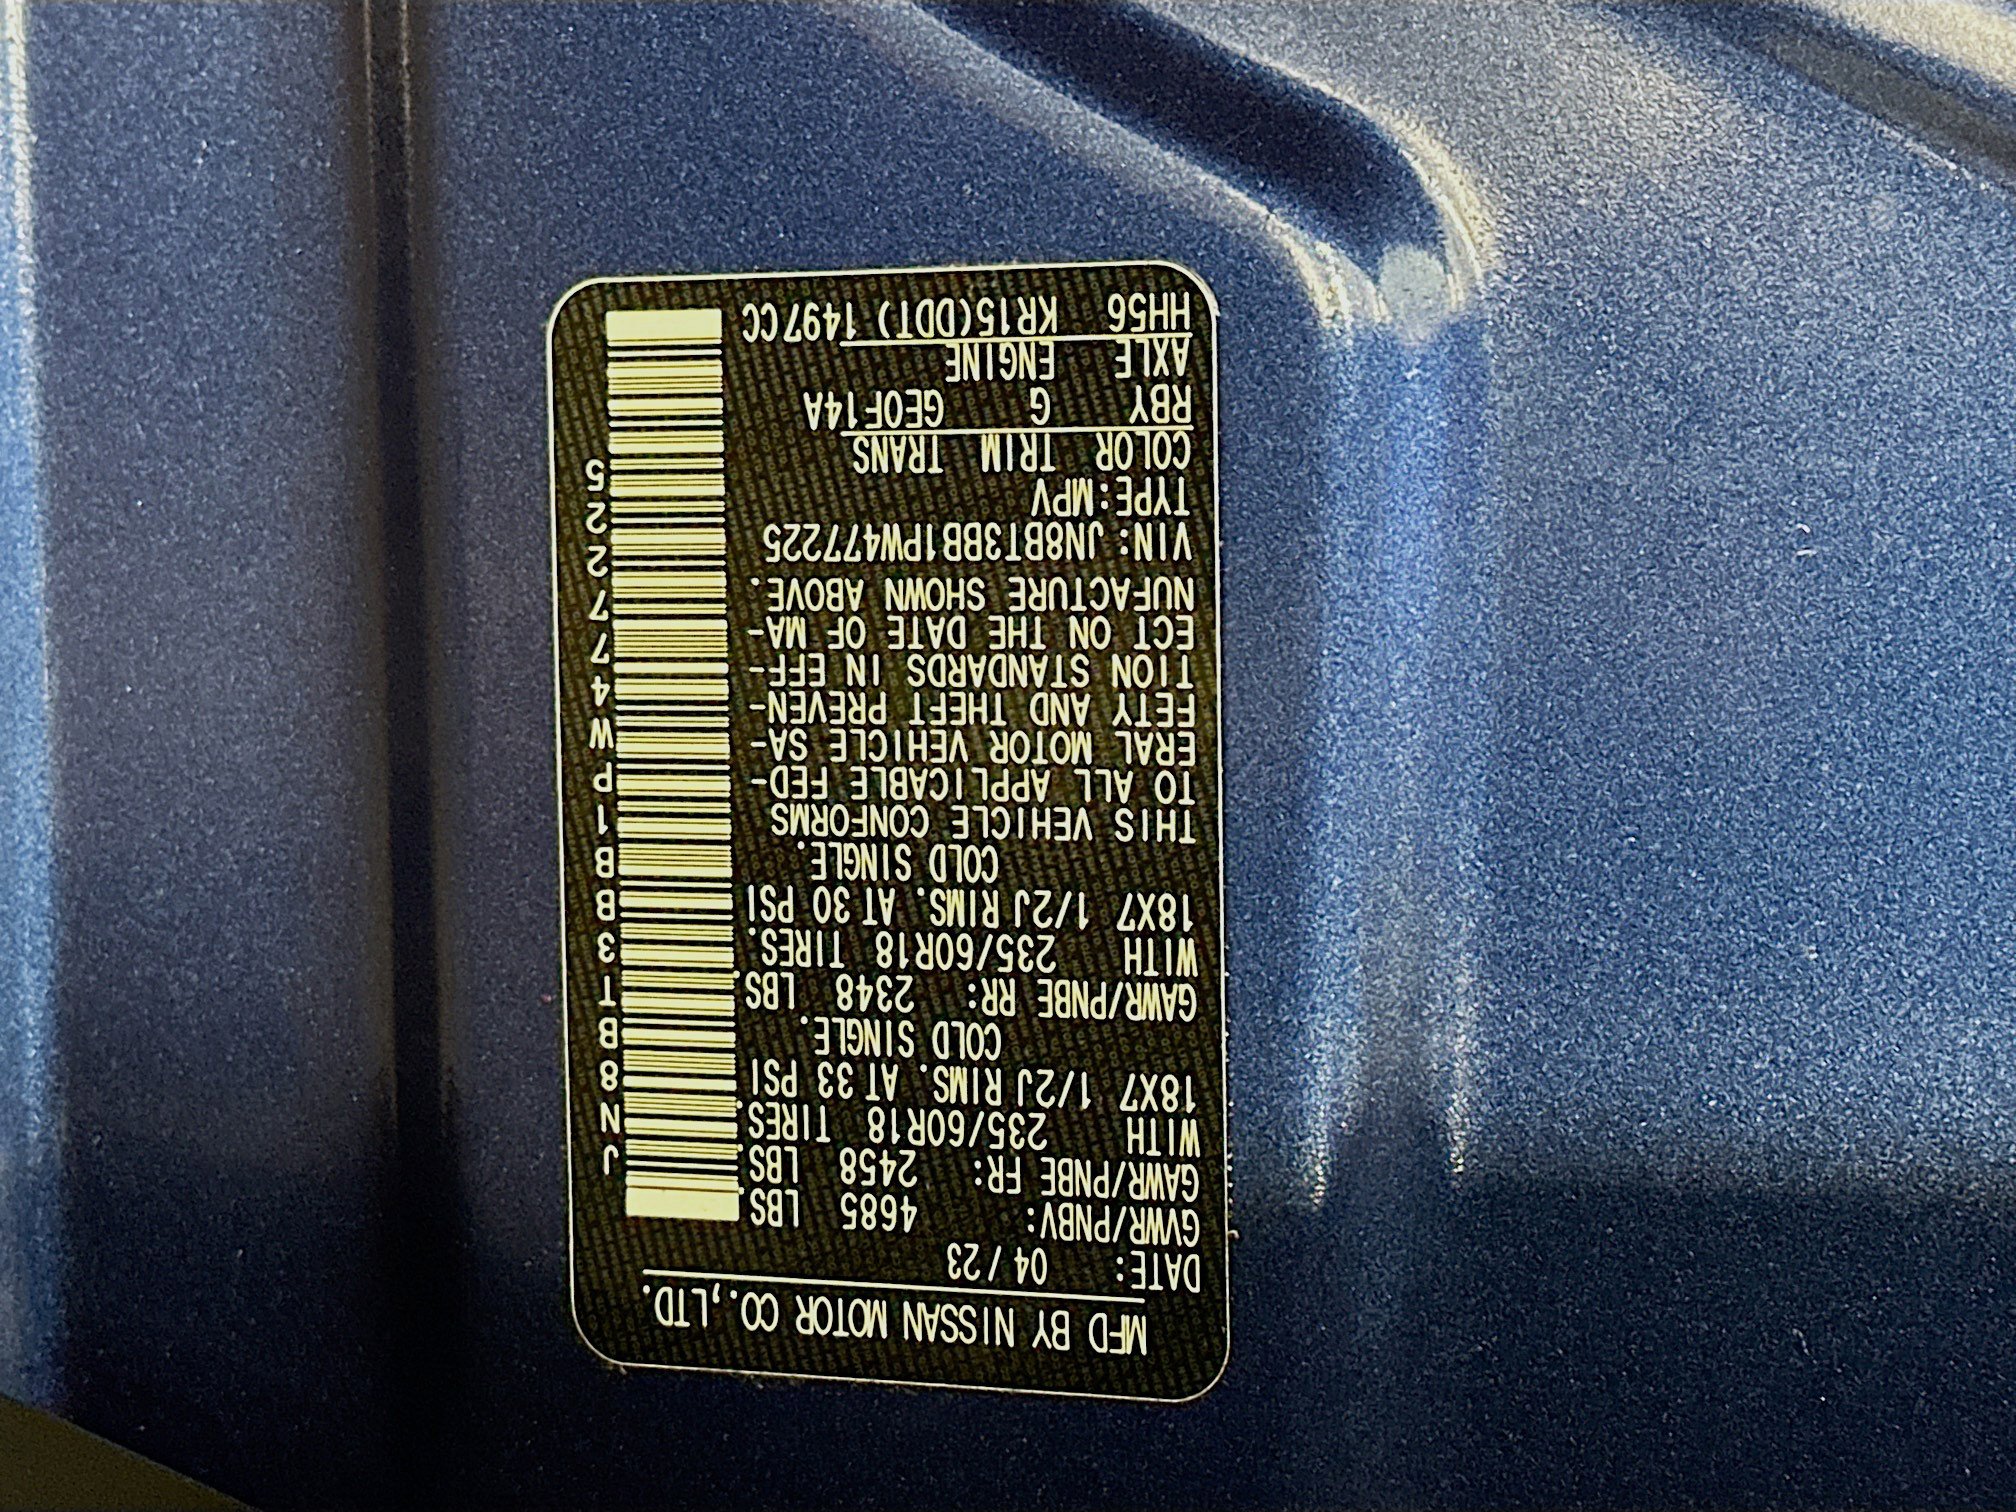 MFD BY NISSAN MOTOR CO.,LTD.
DATE: 04/23
GVWR/PNBV: 4685 LBS.
GAWR/PNBE FR: 2458 LBS
WITH 235/60R18 TIRES.
18X7 1/2J RIMS. AT 33 PSI
COLD SINGLE.
GAWR/PNBE RR: 2348 LBS.
WITH 235/60R18 TIRES.
18X7 1/2J RIMS. AT 30 PSI
COLD SINGLE.
THIS VEHICLE CONFORMS
TO ALL APPLICABLE FED-
ERAL MOTOR VEHICLE SA-
FETY AND THEFT PREVEN-
TION STANDARDS IN EFF-
ECT ON THE DATE OF MA-
NUFACTURE SHOWN ABOVE.
VIN: JN8BT3BB1PW477225
TYPE:MPV
COLOR TRIM TRANS
RBY G GE0F14A
AXLE ENGINE
HH56 KR15(DDT) 1497CC
JN8BT3BB1PW477225